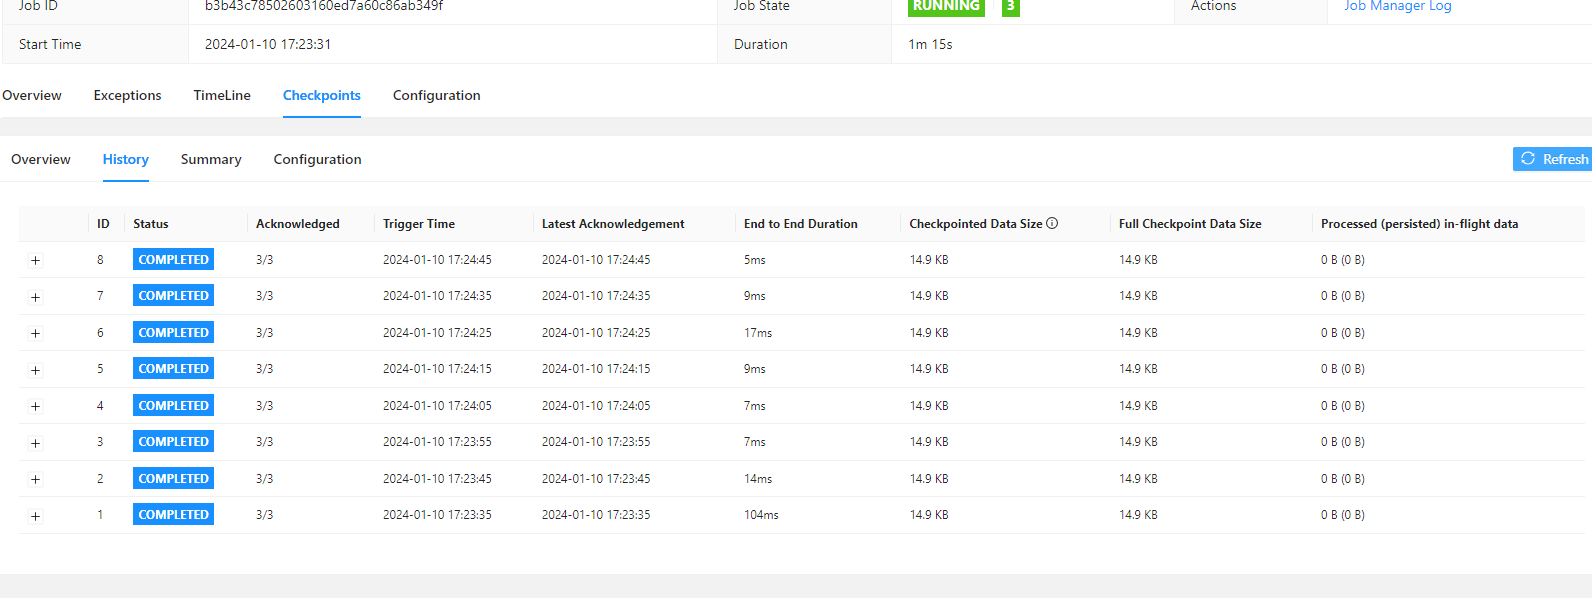 Job ID b3b43c78502603160ed7a60c86ab349f Job State RUNNING 3 Actions Job Manager Log
Start Time 2024-01-10 17:23:31 Duration 1m 15s
Overview Exceptions TimeLine Checkpoints Configuration
Overview History Summary Configuration Refresh
ID Status Acknowledged Trigger Time Latest Acknowledgement End to End Duration Checkpointed Data Size Full Checkpoint Data Size Processed (persisted) in-flight data
+ 8 COMPLETED 3/3 2024-01-10 17:24:45 2024-01-10 17:24:45 5ms 14.9 KB 14.9 KB 0 B (0 B)
+ 7 COMPLETED 3/3 2024-01-10 17:24:35 2024-01-10 17:24:35 9ms 14.9 KB 14.9 KB 0 B (0 B)
+ 6 COMPLETED 3/3 2024-01-10 17:24:25 2024-01-10 17:24:25 17ms 14.9 KB 14.9 KB 0 B (0 B)
+ 5 COMPLETED 3/3 2024-01-10 17:24:15 2024-01-10 17:24:15 9ms 14.9 KB 14.9 KB 0 B (0 B)
+ 4 COMPLETED 3/3 2024-01-10 17:24:05 2024-01-10 17:24:05 7ms 14.9 KB 14.9 KB 0 B (0 B)
+ 3 COMPLETED 3/3 2024-01-10 17:23:55 2024-01-10 17:23:55 7ms 14.9 KB 14.9 KB 0 B (0 B)
+ 2 COMPLETED 3/3 2024-01-10 17:23:45 2024-01-10 17:23:45 14ms 14.9 KB 14.9 KB 0 B (0 B)
+ 1 COMPLETED 3/3 2024-01-10 17:23:35 2024-01-10 17:23:35 104ms 14.9 KB 14.9 KB 0 B (0 B)